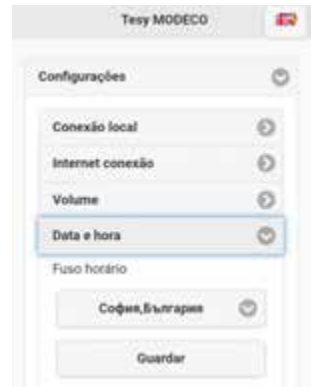 Tesy MODECO
Configurações
Conexão local
Internet conexão
Volume
Data e hora
Fuso horário
София,България
Guardar